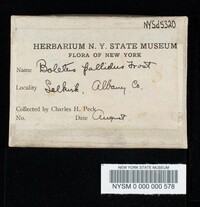 NYSd5320
HERBARIUM N. Y. STATE MUSEUM
FLORA OF NEW YORK
Name Boletus pallidus Frost
Locality Selkirk, Albany Co.
Collected by Charles H. Peck
No. Date August
NEW YORK STATE MUSEUM
NYSM 0 000 000 578